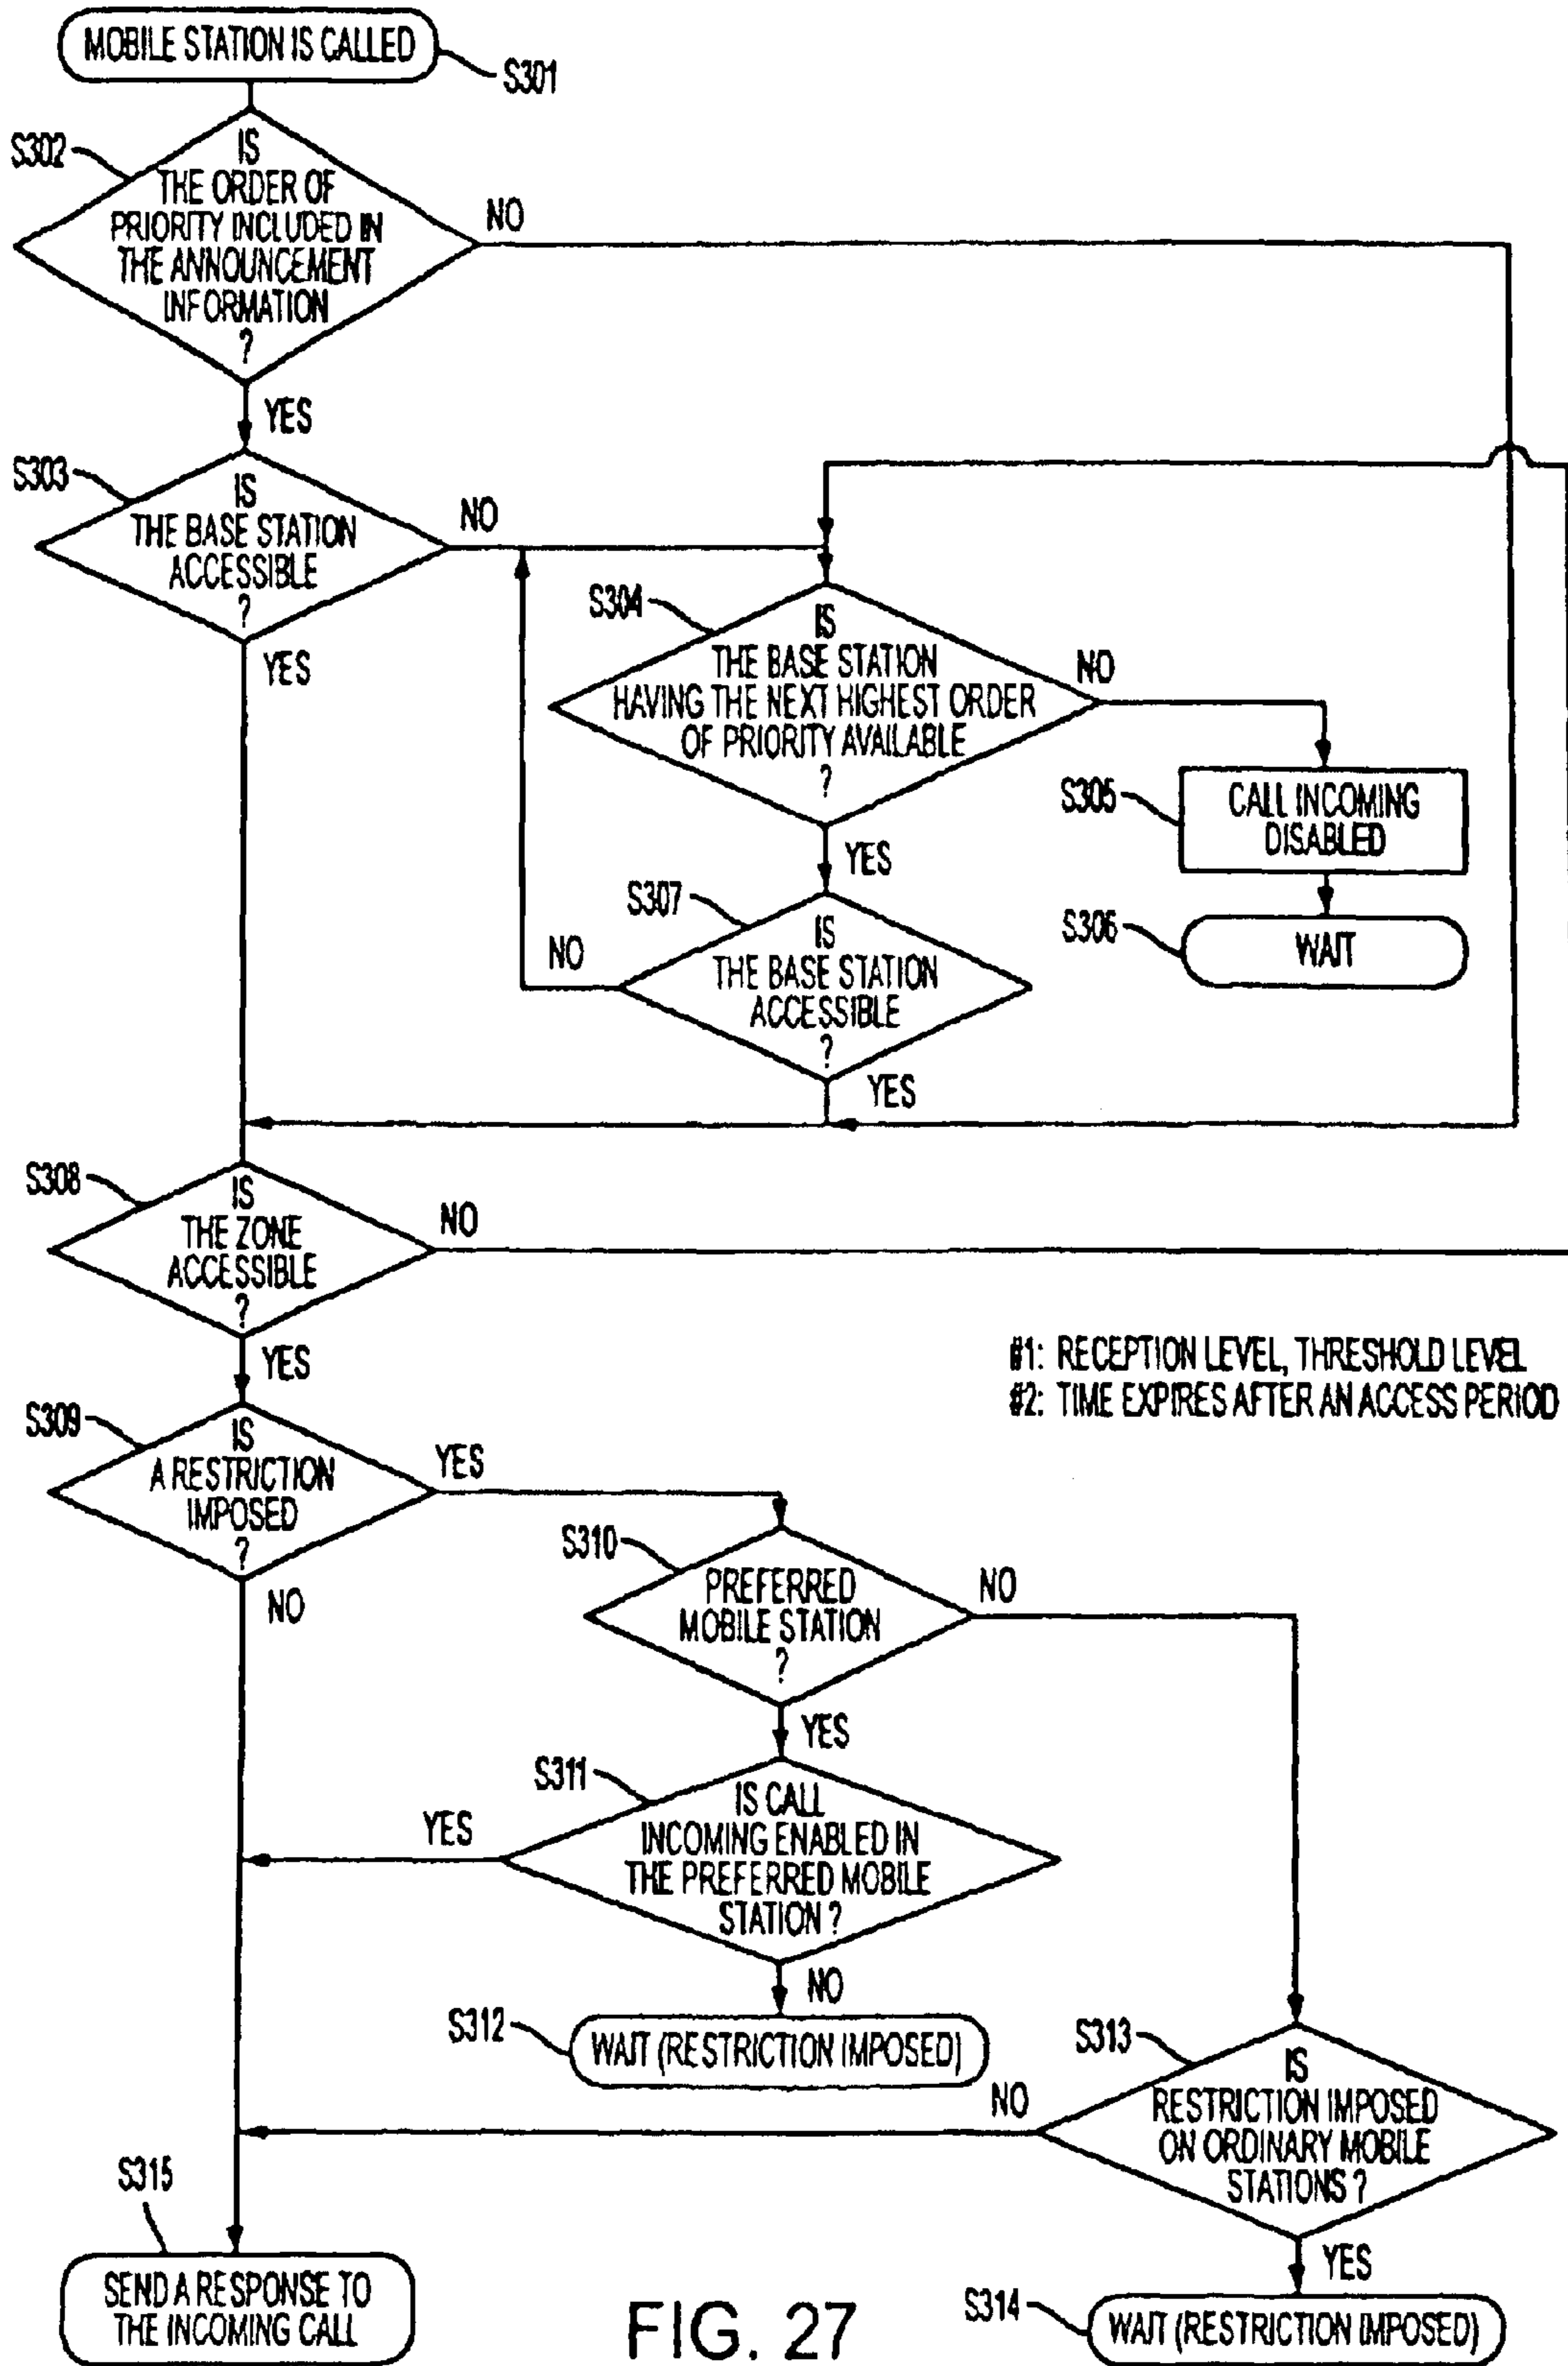 MOBILE STATION IS CALLED
S301
S302
IS
THE ORDER OF
PRIORITY INCLUDED IN
THE ANNOUNCEMENT
INFORMATION
?
NO
YES
S303
IS
THE BASE STATION
ACCESSIBLE
?
NO
YES
S304
IS
THE BASE STATION
HAVING THE NEXT HIGHEST ORDER
OF PRIORITY AVAILABLE
?
NO
YES
S305
CALL INCOMING
DISABLED
S306
WAIT
S307
IS
THE BASE STATION
ACCESSIBLE
?
NO
YES
S308
IS
THE ZONE
ACCESSIBLE
?
NO
YES
#1: RECEPTION LEVEL, THRESHOLD LEVEL
#2: TIME EXPIRES AFTER AN ACCESS PERIOD
S309
IS
A RESTRICTION
IMPOSED
?
YES
NO
S310
PREFERRED
MOBILE STATION
?
NO
YES
S311
IS CALL
INCOMING ENABLED IN
THE PREFERRED MOBILE
STATION ?
YES
NO
S312
WAIT (RESTRICTION IMPOSED)
S313
IS
RESTRICTION IMPOSED
ON ORDINARY MOBILE
STATIONS ?
NO
YES
S314
WAIT (RESTRICTION IMPOSED)
S315
SEND A RESPONSE TO
THE INCOMING CALL
FIG. 27